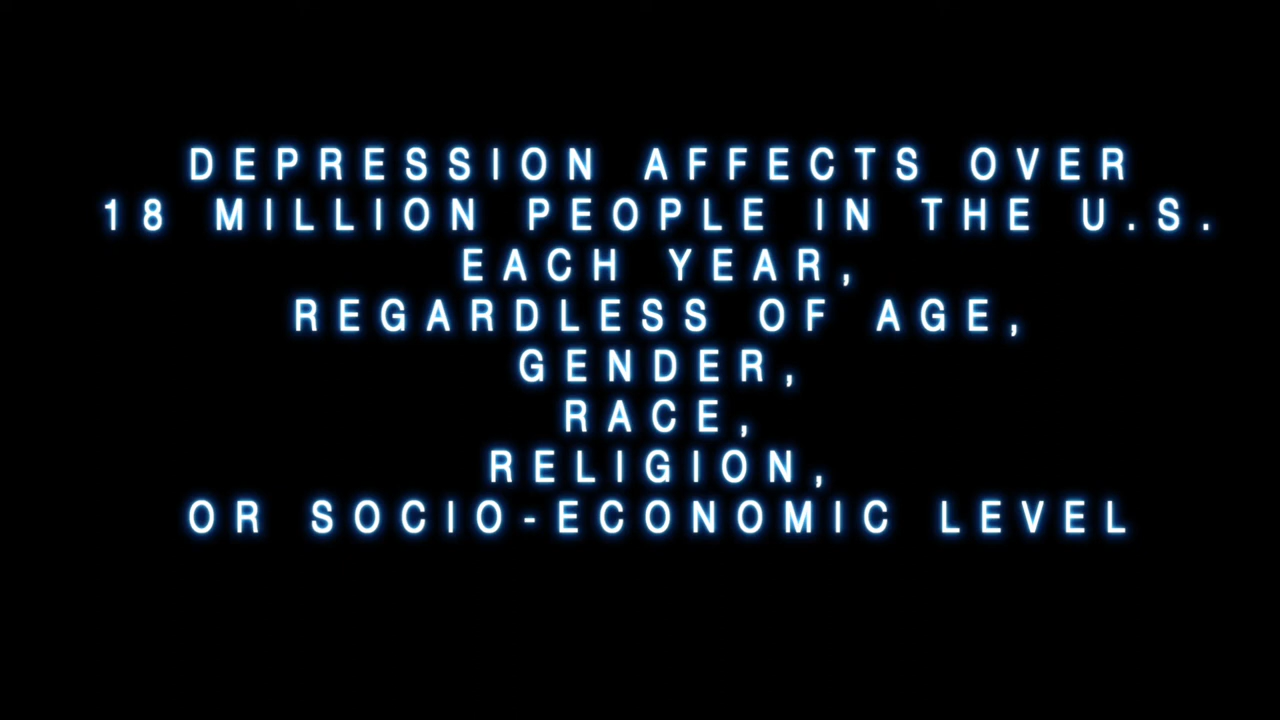 DEPRESSION AFFECTS OVER
18 MILLION PEOPLE IN THE U.S.
EACH YEAR,
REGARDLESS OF AGE,
GENDER,
RACE,
RELIGION,
OR SOCIO-ECONOMIC LEVEL